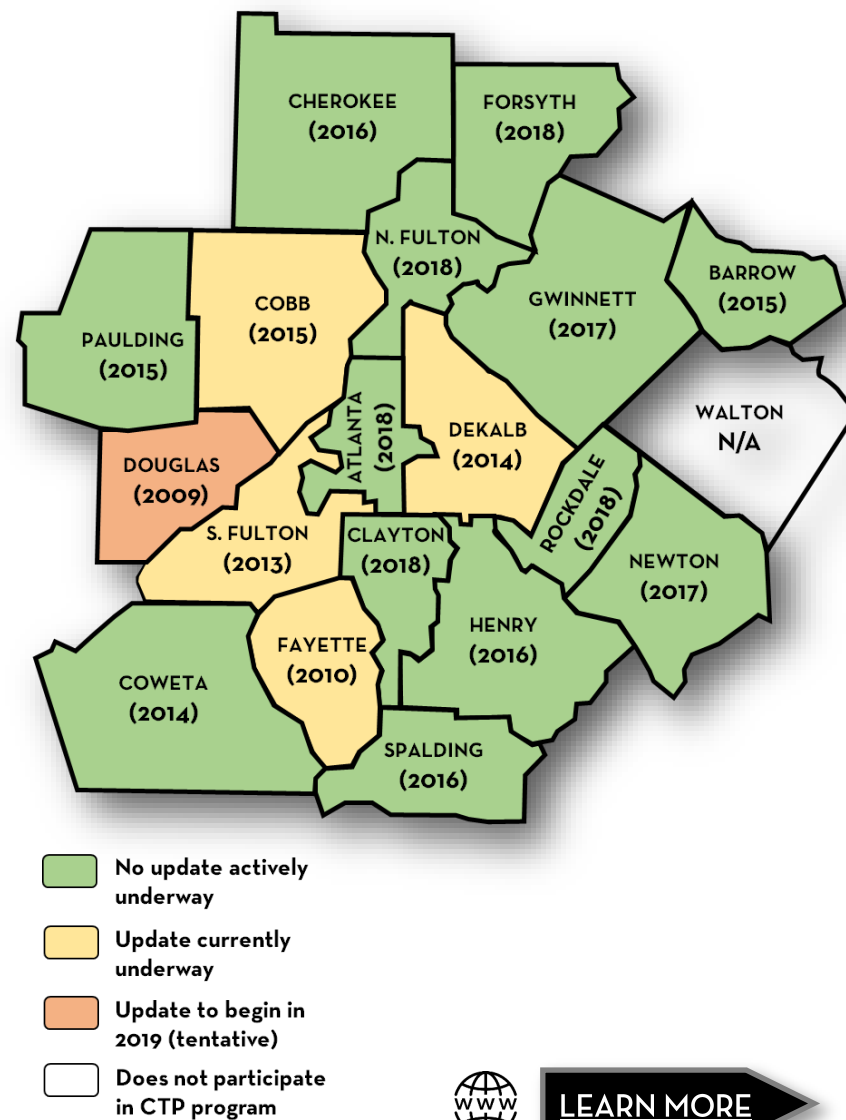 CHEROKEE
(2016)
FORSYTH
(2018)
N. FULTON
(2018)
COBB
(2015)
GWINNETT
(2017)
BARROW
(2015)
PAULDING
(2015)
WALTON
N/A
ATLANTA
(2018)
DEKALB
(2014)
DOUGLAS
(2009)
ROCKDALE
(2018)
S. FULTON
(2013)
CLAYTON
(2018)
NEWTON
(2017)
HENRY
(2016)
FAYETTE
(2010)
COWETA
(2014)
SPALDING
(2016)
No update actively
underway
Update currently
underway
Update to begin in
2019 (tentative)
Does not participate
in CTP program
WWW
LEARN MORE